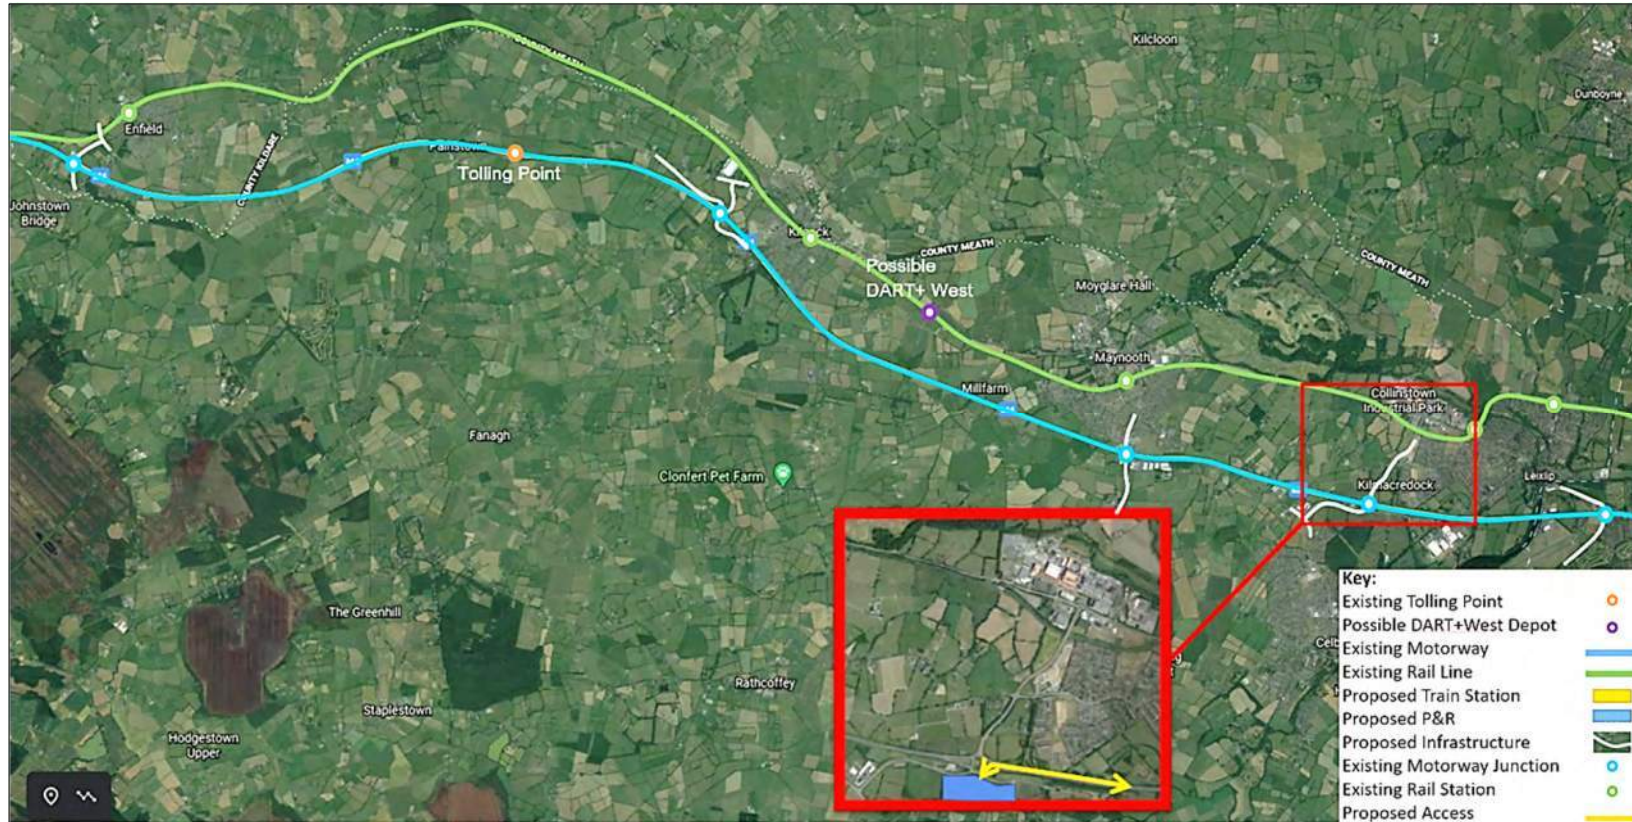 Kilcloon
COUNTY MEATH
Dunboyne
Enfield
Painstown
Tolling Point
COUNTY KILDARE
Johnstown
Bridge
Kilcock
COUNTY MEATH
COUNTY MEATH
Possible
DART+ West
Moyglare Hall
Maynooth
Millfarm
Collinstown
Industrial Park
Fanagh
Clonfert Pet Farm
Kilmacredock
Leixlip
The Greenhill
Rathcoffey
Staplestown
Hodgestown
Upper
Key:
Existing Tolling Point
Possible DART+West Depot
Existing Motorway
Existing Rail Line
Proposed Train Station
Proposed P&R
Proposed Infrastructure
Existing Motorway Junction
Existing Rail Station
Proposed Access